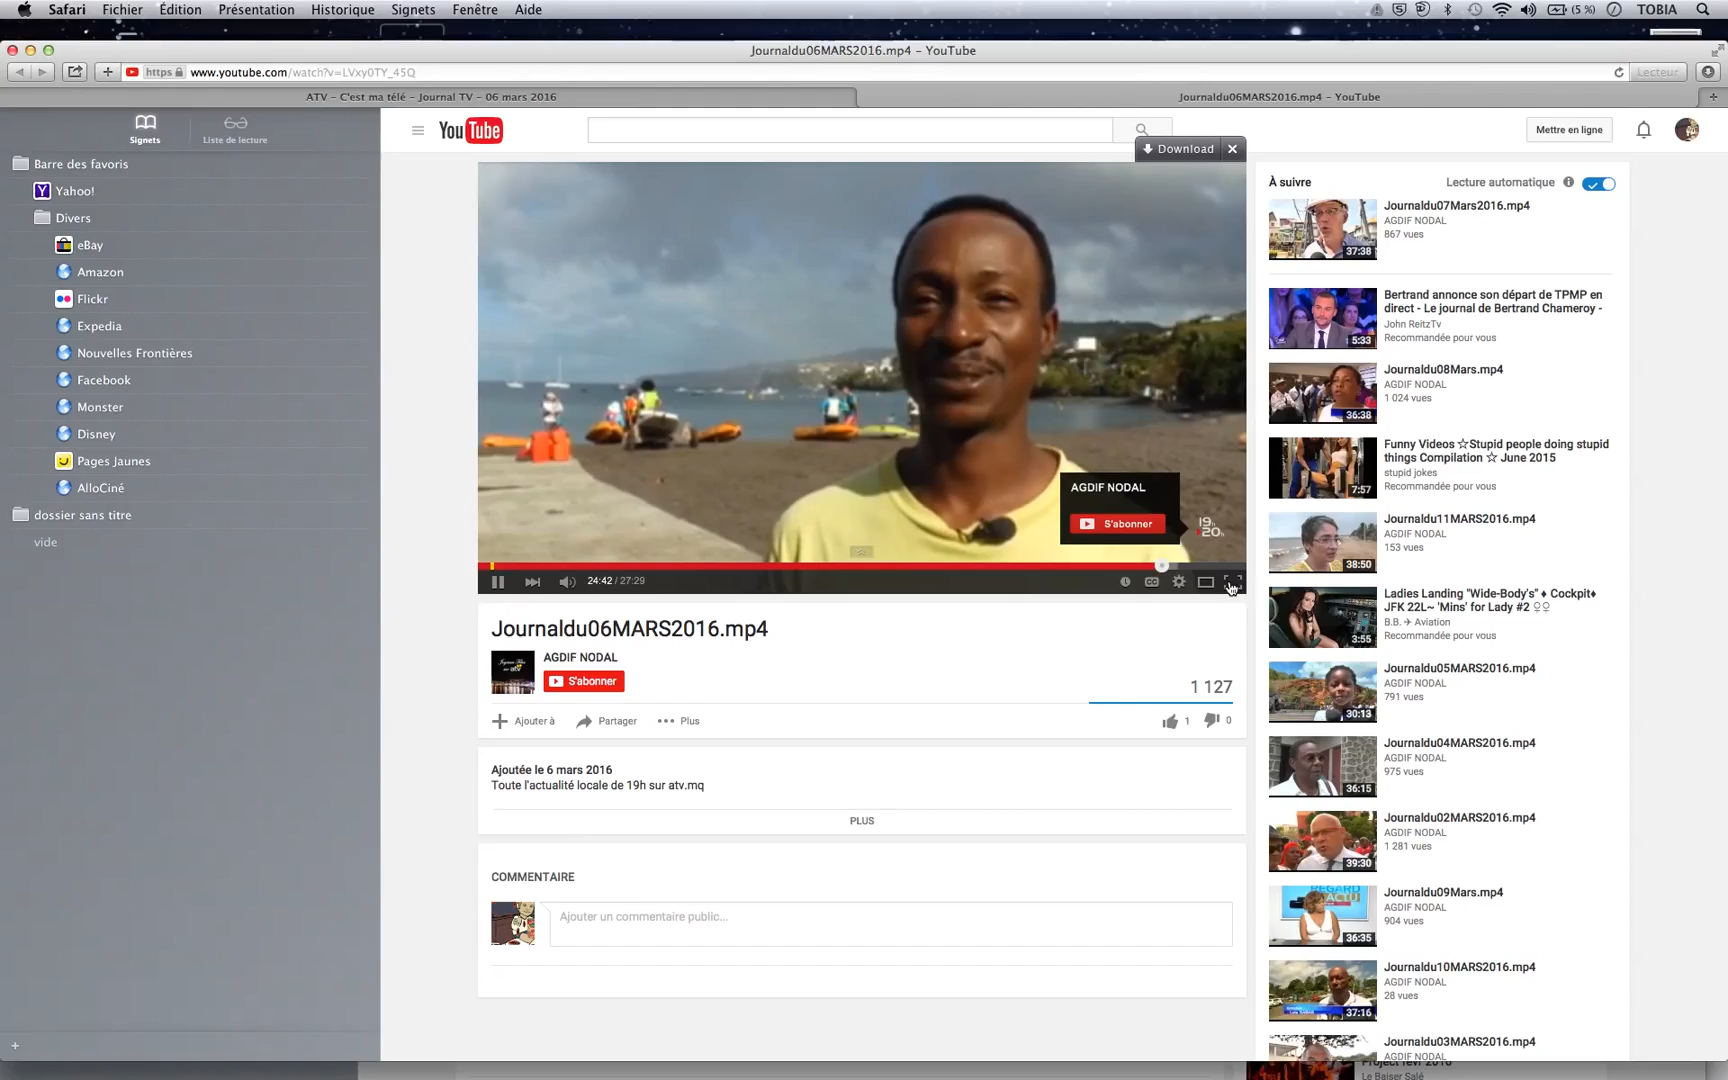 Safari Fichier Édition Présentation Historique Signets Fenêtre Aide (5 %) TOBIA
Journaldu06MARS2016.mp4 – YouTube
https www.youtube.com/watch?v=LVxy0TY_45Q Lecteur
ATV – C'est ma télé – Journal TV – 06 mars 2016
Journaldu06MARS2016.mp4 – YouTube
Signets
Liste de lecture
Barre des favoris
Yahoo!
Divers
eBay
Amazon
Flickr
Expedia
Nouvelles Frontières
Facebook
Monster
Disney
Pages Jaunes
AlloCiné
dossier sans titre
vide
YouTube
Mettre en ligne
Download
AGDIF NODAL
S'abonner
19h
20h
24:42 / 27:29
Journaldu06MARS2016.mp4
AGDIF NODAL
S'abonner
1 127
Ajouter à Partager Plus
1 0
Ajoutée le 6 mars 2016
Toute l'actualité locale de 19h sur atv.mq
PLUS
COMMENTAIRE
Ajouter un commentaire public...
À suivre
Lecture automatique
Journaldu07Mars2016.mp4
AGDIF NODAL
867 vues
37:38
Bertrand annonce son départ de TPMP en
direct - Le journal de Bertrand Chameroy -
John ReitzTv
Recommandée pour vous
5:33
Journaldu08Mars.mp4
AGDIF NODAL
1 024 vues
36:38
Funny Videos ☆Stupid people doing stupid
things Compilation ☆ June 2015
stupid jokes
Recommandée pour vous
7:57
Journaldu11MARS2016.mp4
AGDIF NODAL
153 vues
38:50
Ladies Landing "Wide-Body's" ♦ Cockpit♦
JFK 22L~ 'Mins' for Lady #2 ♀♀
B.B. ✈ Aviation
Recommandée pour vous
3:55
Journaldu05MARS2016.mp4
AGDIF NODAL
791 vues
30:13
Journaldu04MARS2016.mp4
AGDIF NODAL
975 vues
36:15
Journaldu02MARS2016.mp4
AGDIF NODAL
1 281 vues
39:30
Journaldu09Mars.mp4
AGDIF NODAL
904 vues
36:35
Journaldu10MARS2016.mp4
AGDIF NODAL
28 vues
37:16
Journaldu03MARS2016.mp4
Le Baiser Salé